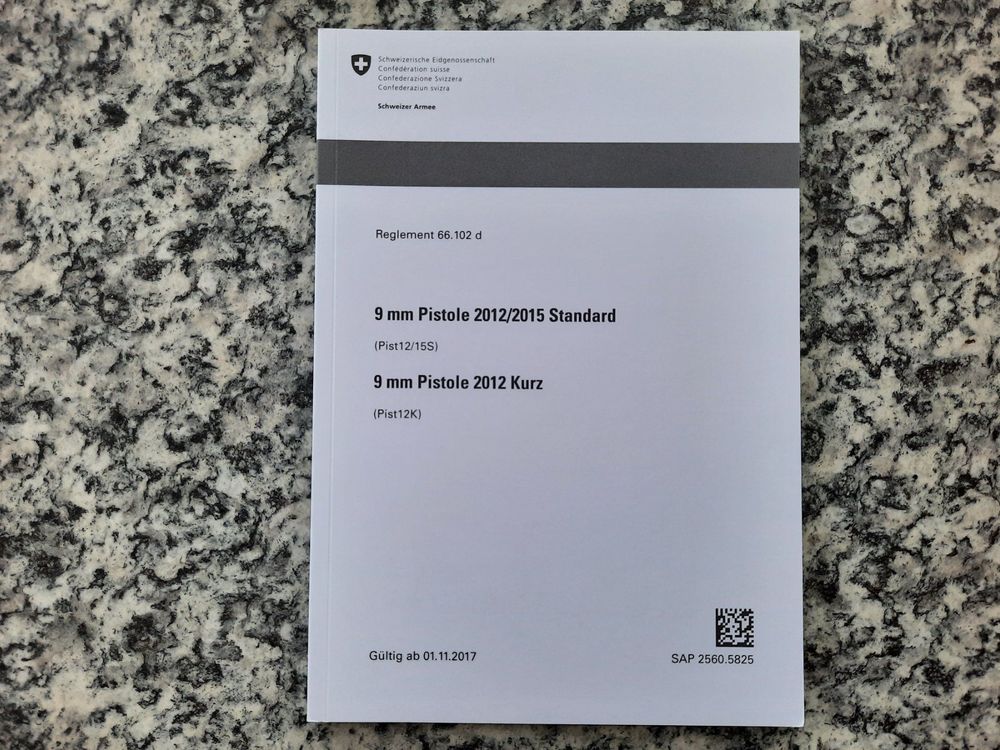 Schweizerische Eidgenossenschaft
Confédération suisse
Confederazione Svizzera
Confederaziun svizra
Schweizer Armee
Reglement 66.102 d
9 mm Pistole 2012/2015 Standard
(Pist12/15S)
9 mm Pistole 2012 Kurz
(Pist12K)
Gültig ab 01.11.2017
SAP 2560.5825